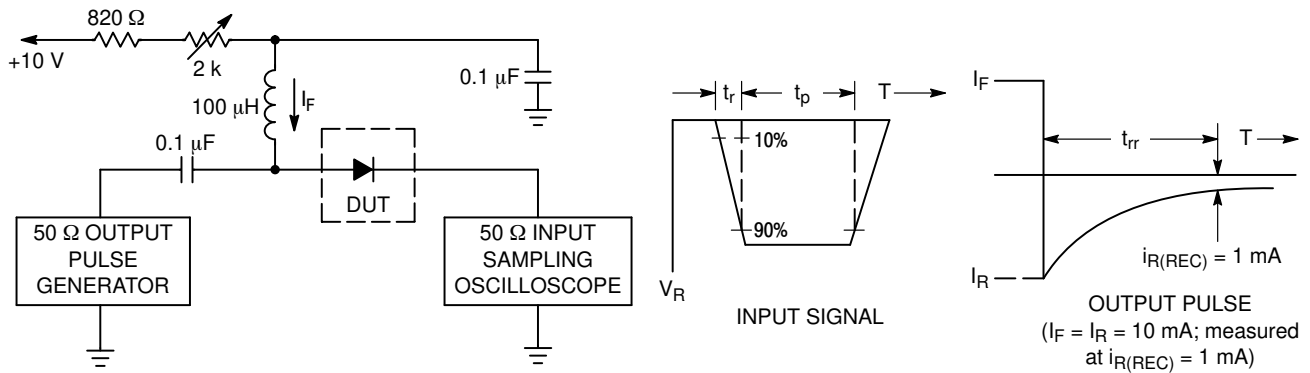 820 Ω
+10 V
2 k
100 μH
I_F
0.1 μF
0.1 μF
DUT
50 Ω OUTPUT
PULSE
GENERATOR
50 Ω INPUT
SAMPLING
OSCILLOSCOPE
t_r
t_p
T
10%
90%
V_R
INPUT SIGNAL
I_F
t_rr
T
I_R
i_R(REC) = 1 mA
OUTPUT PULSE
(I_F = I_R = 10 mA; measured
at i_R(REC) = 1 mA)